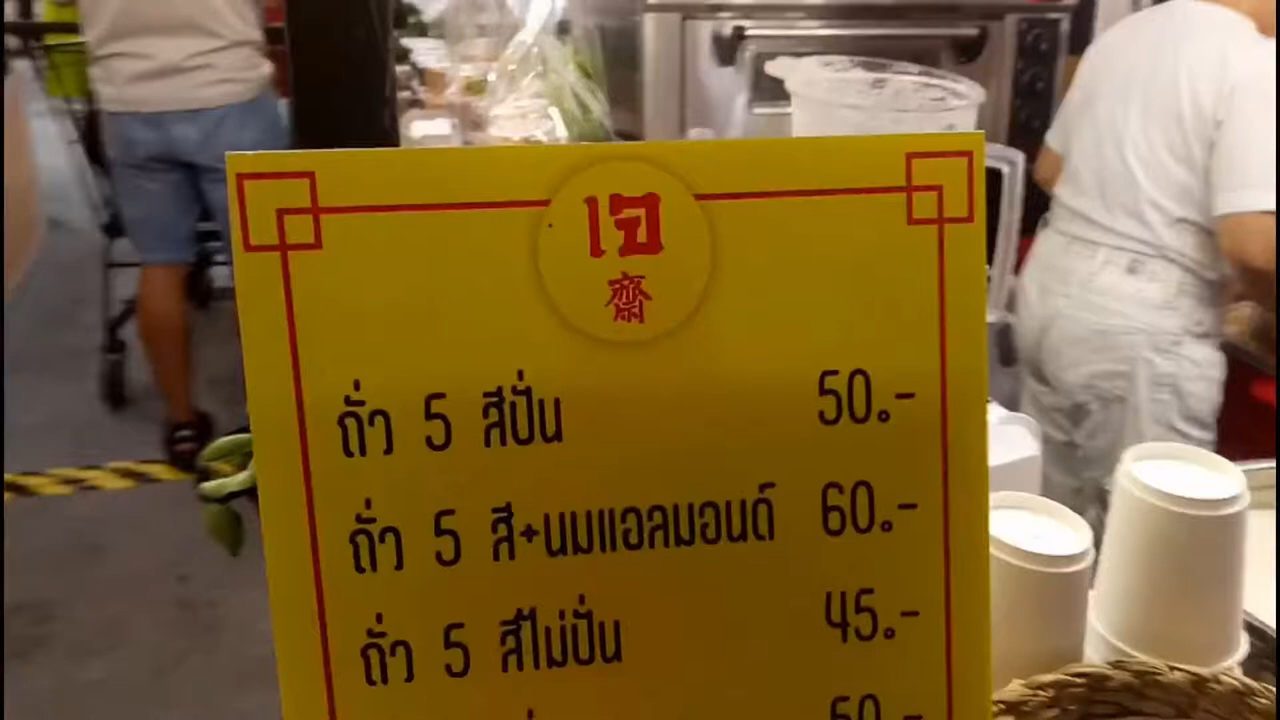 เจ
齋
ถั่ว 5 สีปั่น 50.-
ถั่ว 5 สี+นมแอลมอนด์ 60.-
ถั่ว 5 สีไม่ปั่น 45.-